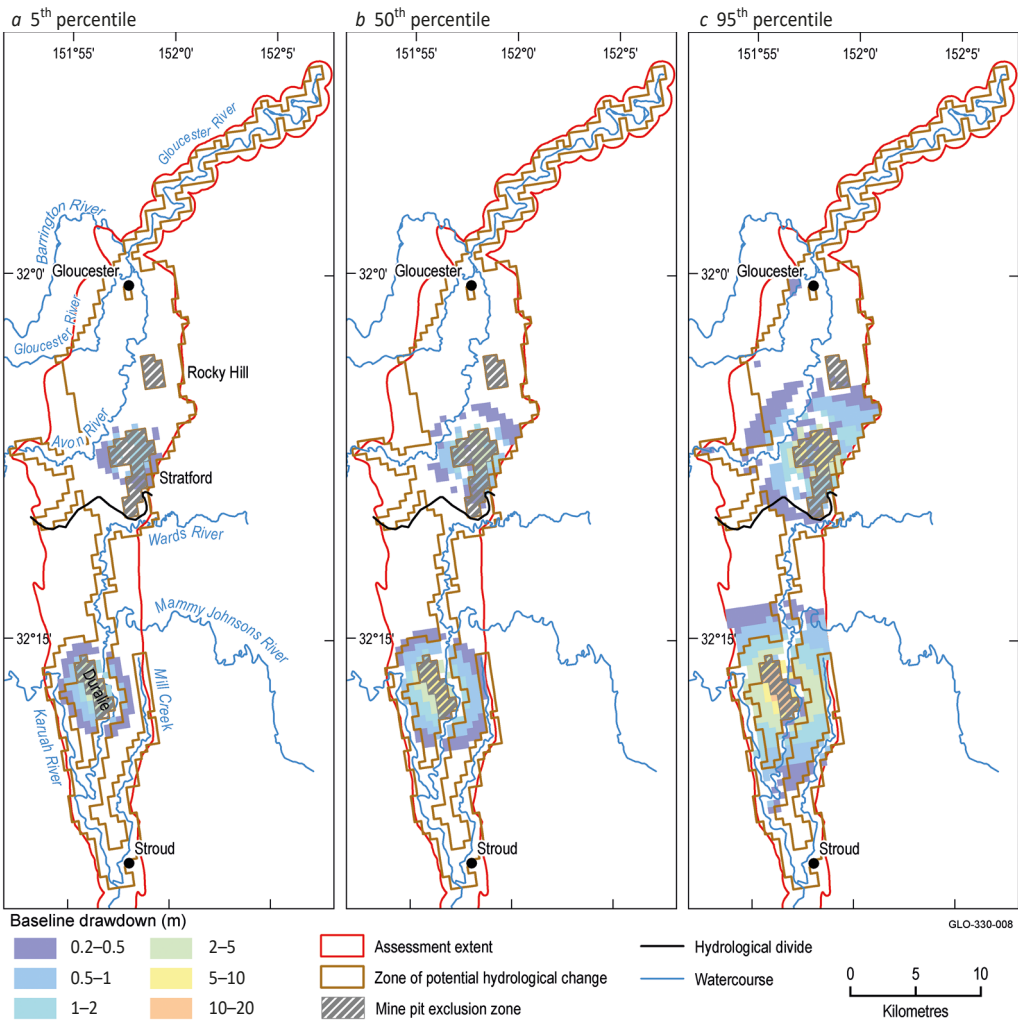 a 5th percentile
b 50th percentile
c 95th percentile
151°55' 152°0' 152°5'
151°55' 152°0' 152°5'
151°55' 152°0' 152°5'
Gloucester River
Barrington River
32°0'
Gloucester
Gloucester River
Rocky Hill
Avon River
Stratford
Wards River
Mammy Johnsons River
32°15'
Duralie
Mill Creek
Karuah River
Stroud
32°0'
Gloucester
32°15'
Stroud
32°0'
Gloucester
32°15'
Stroud
Baseline drawdown (m)
0.2–0.5
0.5–1
1–2
2–5
5–10
10–20
Assessment extent
Zone of potential hydrological change
Mine pit exclusion zone
Hydrological divide
Watercourse
GLO-330-008
0 5 10
Kilometres